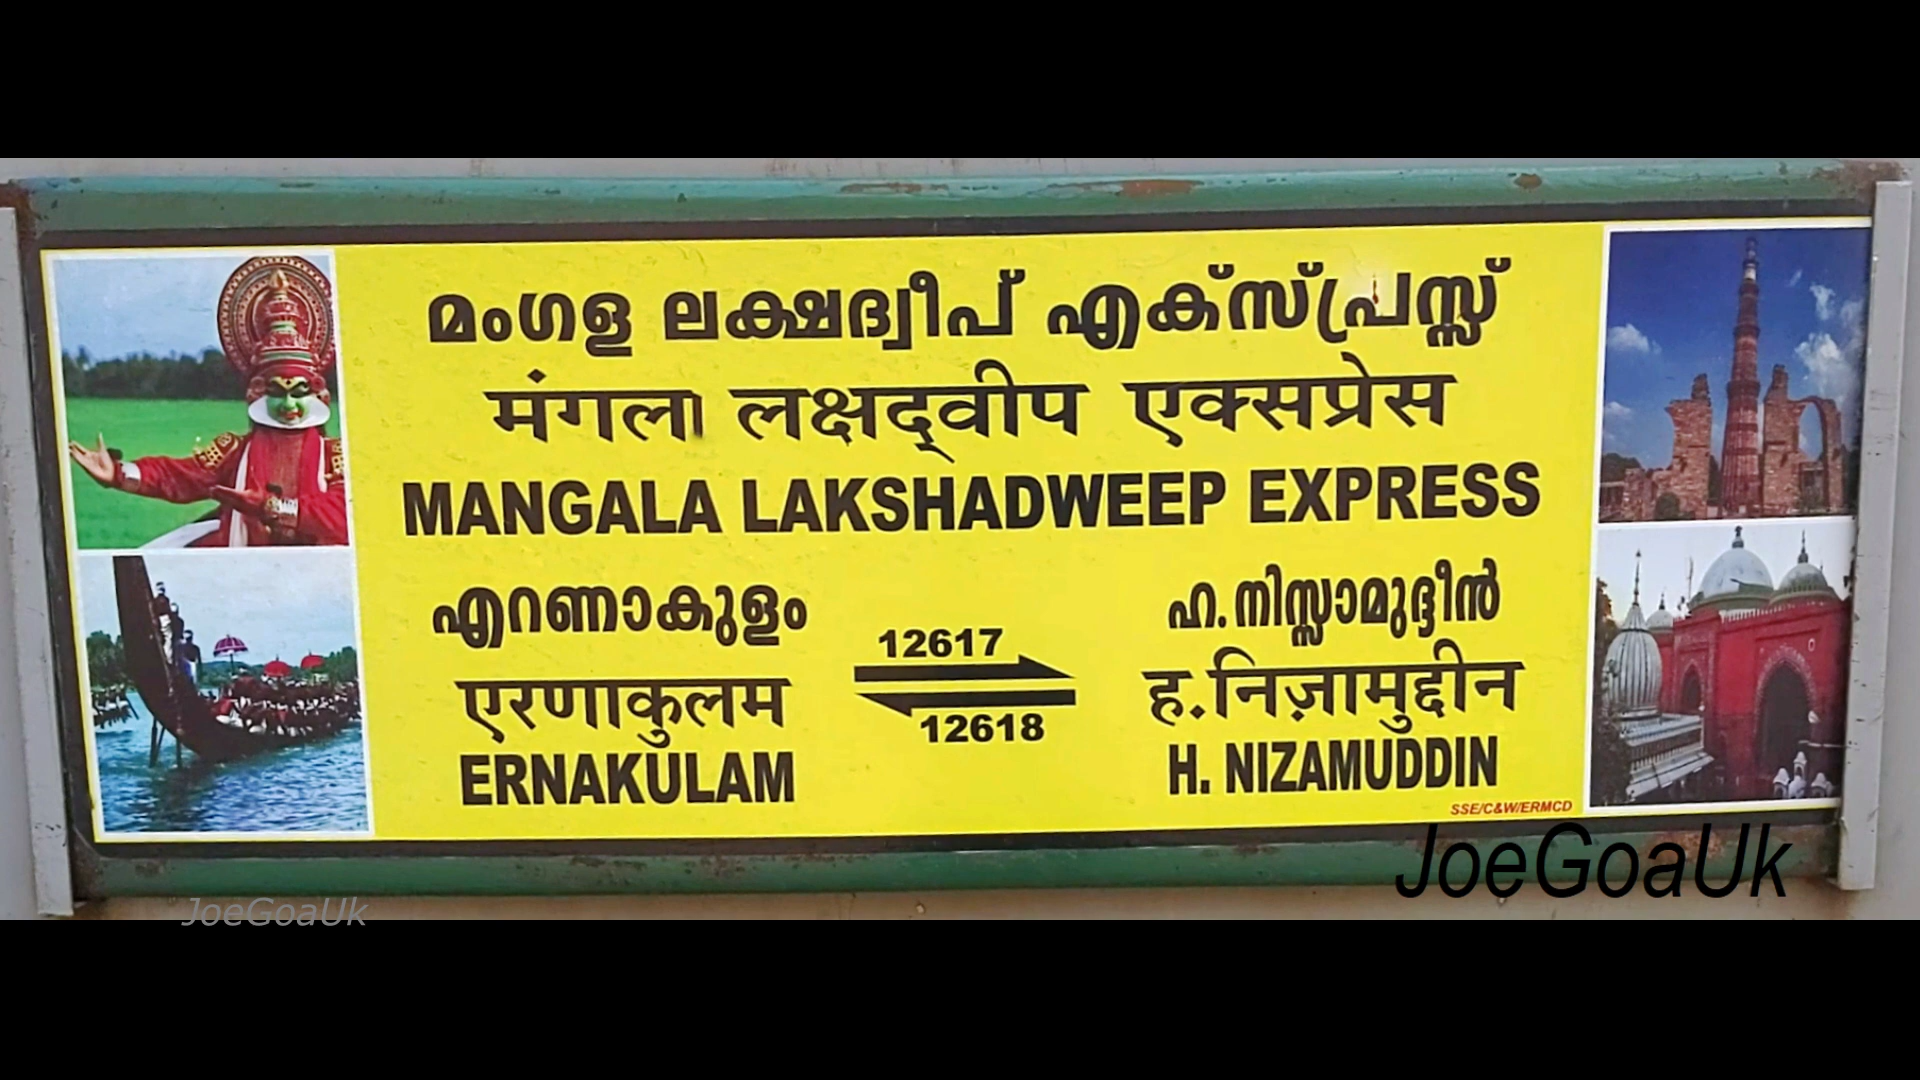 മംഗള ലക്ഷദ്വീപ് എക്സ്പ്രസ്സ്
मंगला लक्षद्‌वीप एक्सप्रेस
MANGALA LAKSHADWEEP EXPRESS
എറണാകുളം
एरणाकुलम
ERNAKULAM
12617
12618
ഹ. നിസ്സാമുദ്ദീൻ
ह. निज़ामुद्दीन
H. NIZAMUDDIN
SSE/C&W/ERMCD
JoeGoaUk
JoeGoaUk